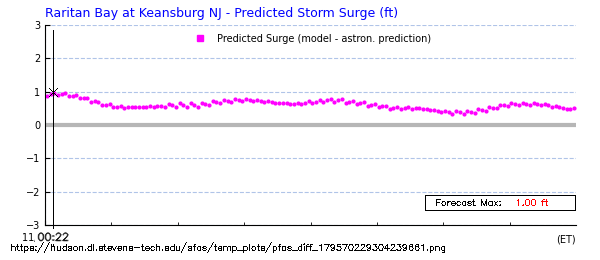 Raritan Bay at Keansburg NJ - Predicted Storm Surge (ft)
Predicted Surge (model - astron. prediction)
3
2
1
0
−1
−2
−3
Forecast Max: 1.00 ft
11 00:22
(ET)
https://hudson.dl.stevens-tech.edu/sfas/temp_plots/pfas_diff_179570229304239661.png